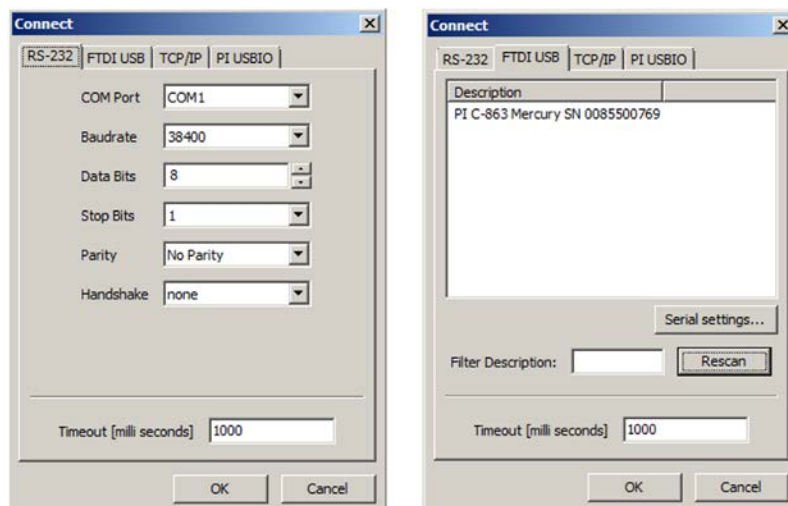 Connect
RS-232 FTDI USB TCP/IP PI USBIO
COM Port COM1
Baudrate 38400
Data Bits 8
Stop Bits 1
Parity No Parity
Handshake none
Timeout [milli seconds] 1000
OK Cancel
Connect
RS-232 FTDI USB TCP/IP PI USBIO
Description
PI C-863 Mercury SN 0085500769
Serial settings...
Filter Description: Rescan
Timeout [milli seconds] 1000
OK Cancel